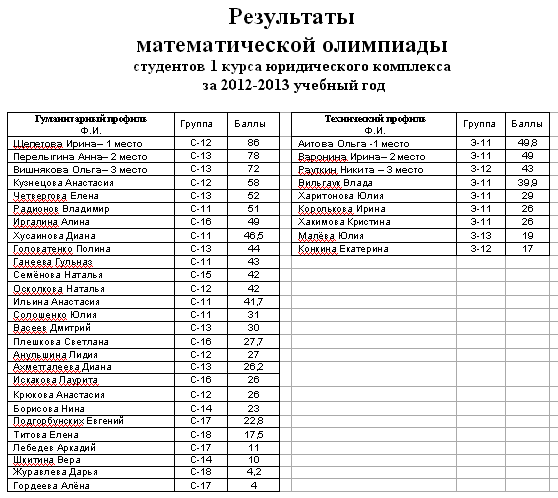 Результаты
математической олимпиады
студентов 1 курса юридического комплекса
за 2012-2013 учебный год
Гуманитарный профиль
Ф.И. Группа Баллы
Щепетова Ирина– 1 место С-12 86
Перелыгина Анна– 2 место С-13 78
Вишнякова Ольга– 3 место С-13 72
Кузнецова Анастасия С-12 58
Четвергова Елена С-13 52
Радионов Владимир С-11 51
Иргалина Алина С-16 49
Хусаинова Диана С-11 46,5
Головатенко Полина С-13 44
Ганеева Гульназ С-11 43
Семёнова Наталья С-15 42
Осколкова Наталья С-12 42
Ильина Анастасия С-11 41,7
Солошенко Юлия С-11 31
Васеев Дмитрий С-13 30
Плешкова Светлана С-16 27,7
Анульшина Лидия С-12 27
Ахметгалеева Диана С-13 26,2
Искакова Лаурита С-16 26
Крюкова Анастасия С-12 26
Борисова Нина С-14 23
Подгорбунских Евгений С-17 22,8
Титова Елена С-18 17,5
Лебедев Аркадий С-17 11
Шкитина Вера С-14 10
Журавлева Дарья С-18 4,2
Гордеева Алёна С-17 4
Технический профиль
Ф.И. Группа Баллы
Аитова Ольга -1 место Э-11 49,8
Варонина Ирина– 2 место Э-11 49
Рауткин Никита – 3 место Э-12 43
Вильгаук Влада Э-11 39,9
Харитонова Юлия Э-11 29
Королькова Ирина Э-11 26
Хакимова Кристина Э-11 26
Малёва Юлия Э-13 19
Конкина Екатерина Э-12 17